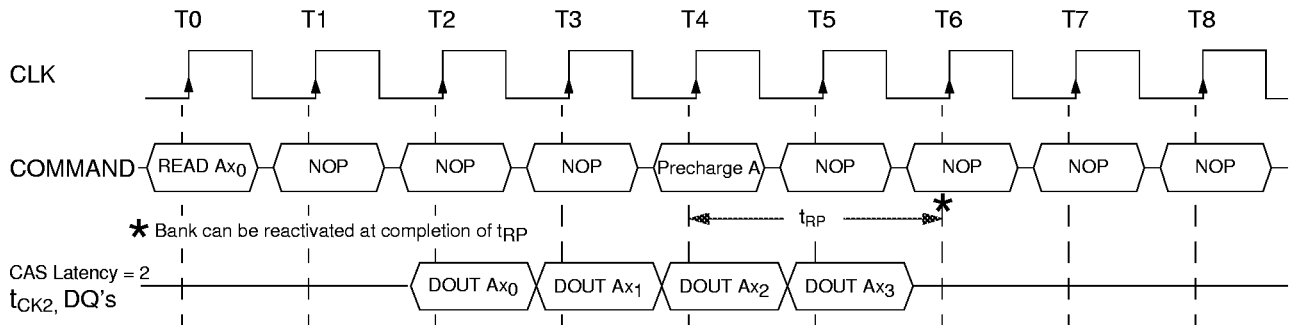 T0 T1 T2 T3 T4 T5 T6 T7 T8
CLK
COMMAND READ Ax0 NOP NOP NOP Precharge A NOP NOP NOP NOP
* tRP
* Bank can be reactivated at completion of tRP
CAS Latency = 2
tCK2, DQ's DOUT Ax0 DOUT Ax1 DOUT Ax2 DOUT Ax3